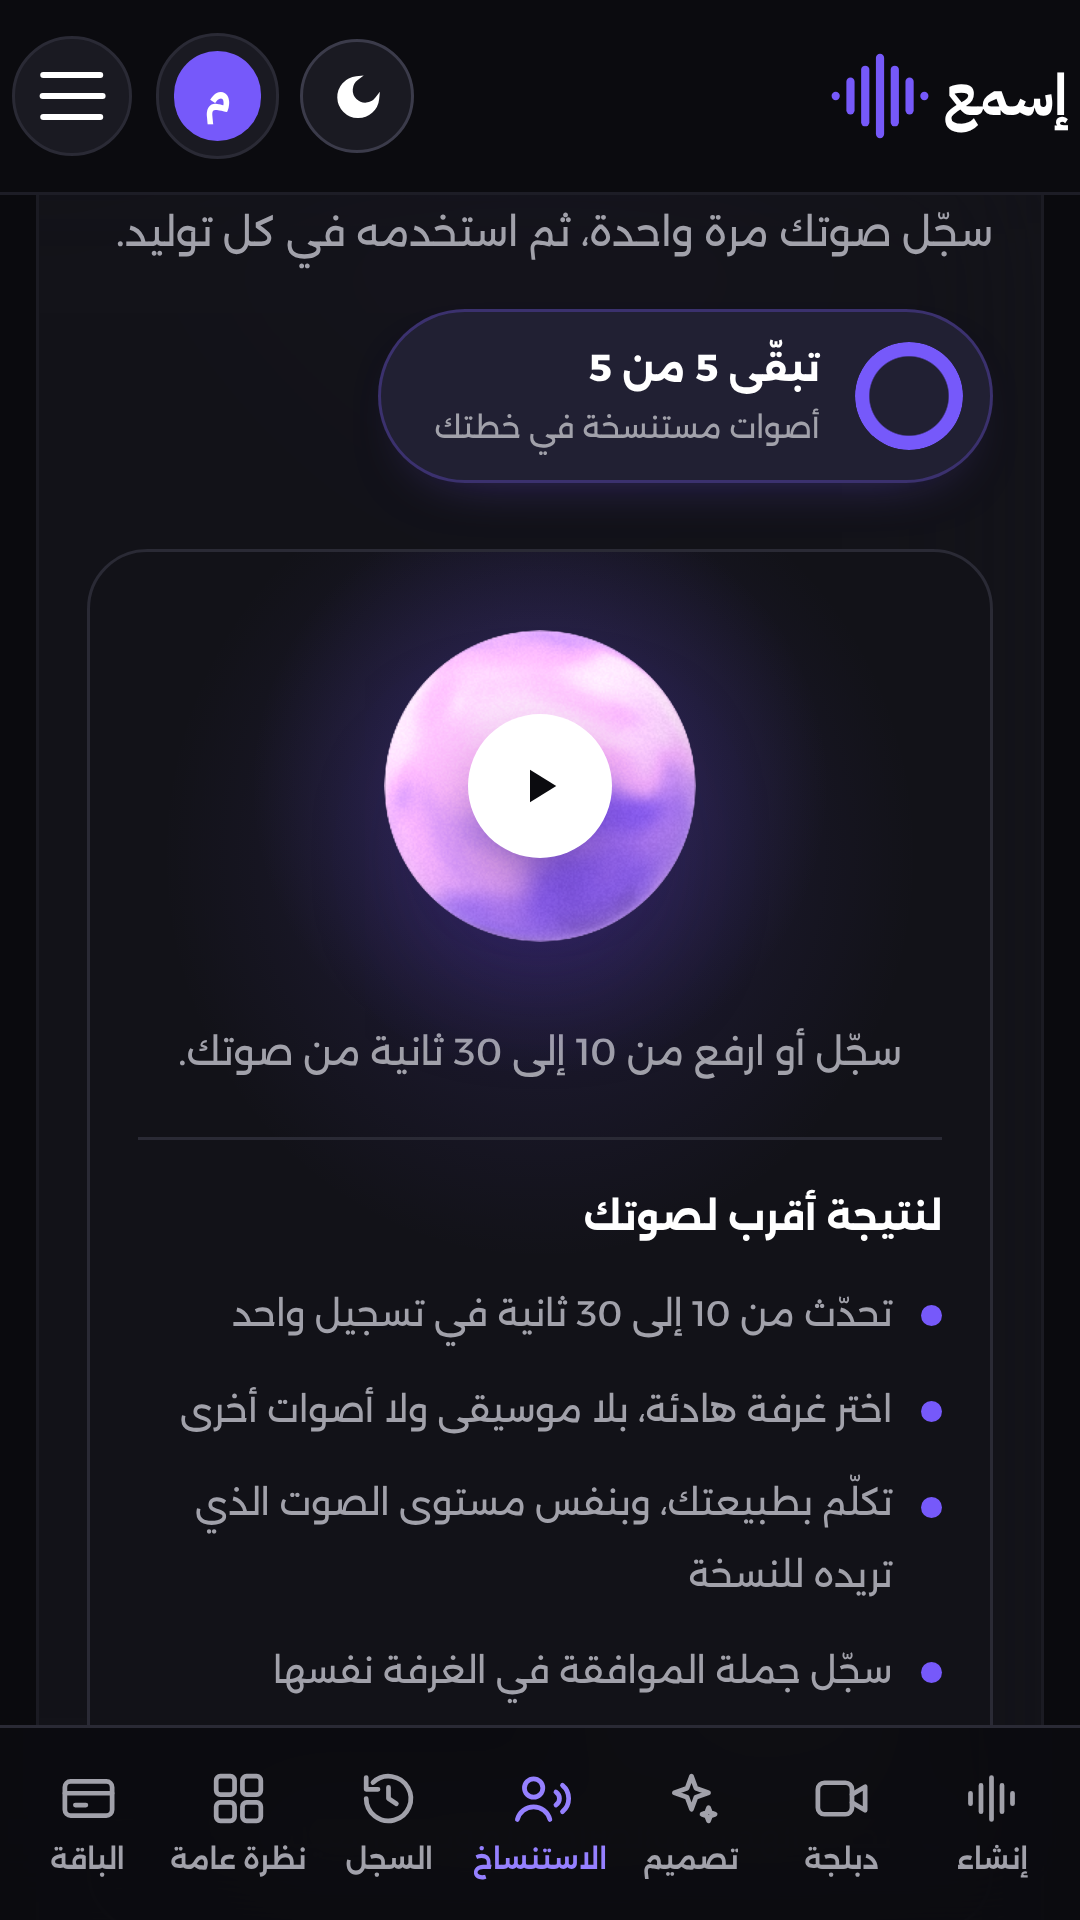 إسمع
م
سجّل صوتك مرة واحدة، ثم استخدمه في كل توليد.
تبقّى 5 من 5
أصوات مستنسخة في خطتك
سجّل أو ارفع من 10 إلى 30 ثانية من صوتك.
لنتيجة أقرب لصوتك
تحدّث من 10 إلى 30 ثانية في تسجيل واحد
اختر غرفة هادئة، بلا موسيقى ولا أصوات أخرى
تكلّم بطبيعتك، وبنفس مستوى الصوت الذي
تريده للنسخة
سجّل جملة الموافقة في الغرفة نفسها
إنشاء
دبلجة
تصميم
الاستنساخ
السجل
نظرة عامة
الباقة